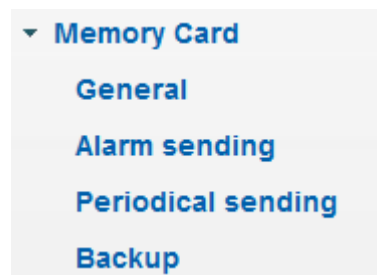 Memory Card
General
Alarm sending
Periodical sending
Backup